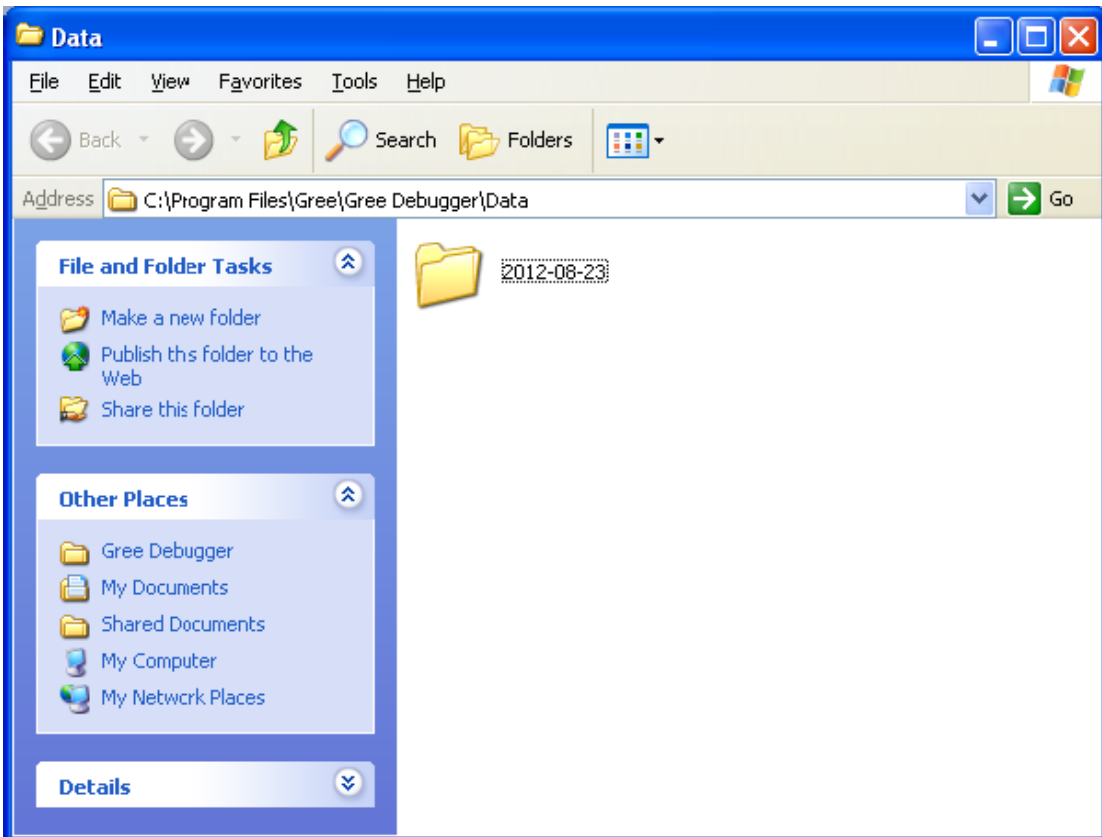 Data
File Edit View Favorites Tools Help
Back Search Folders
Address C:\Program Files\Gree\Gree Debugger\Data Go
File and Folder Tasks
Make a new folder
Publish ths folder to the
Web
Share this folder
Other Places
Gree Debugger
My Documents
Shared Documents
My Computer
My Netwcrk Places
Details
2012-08-23